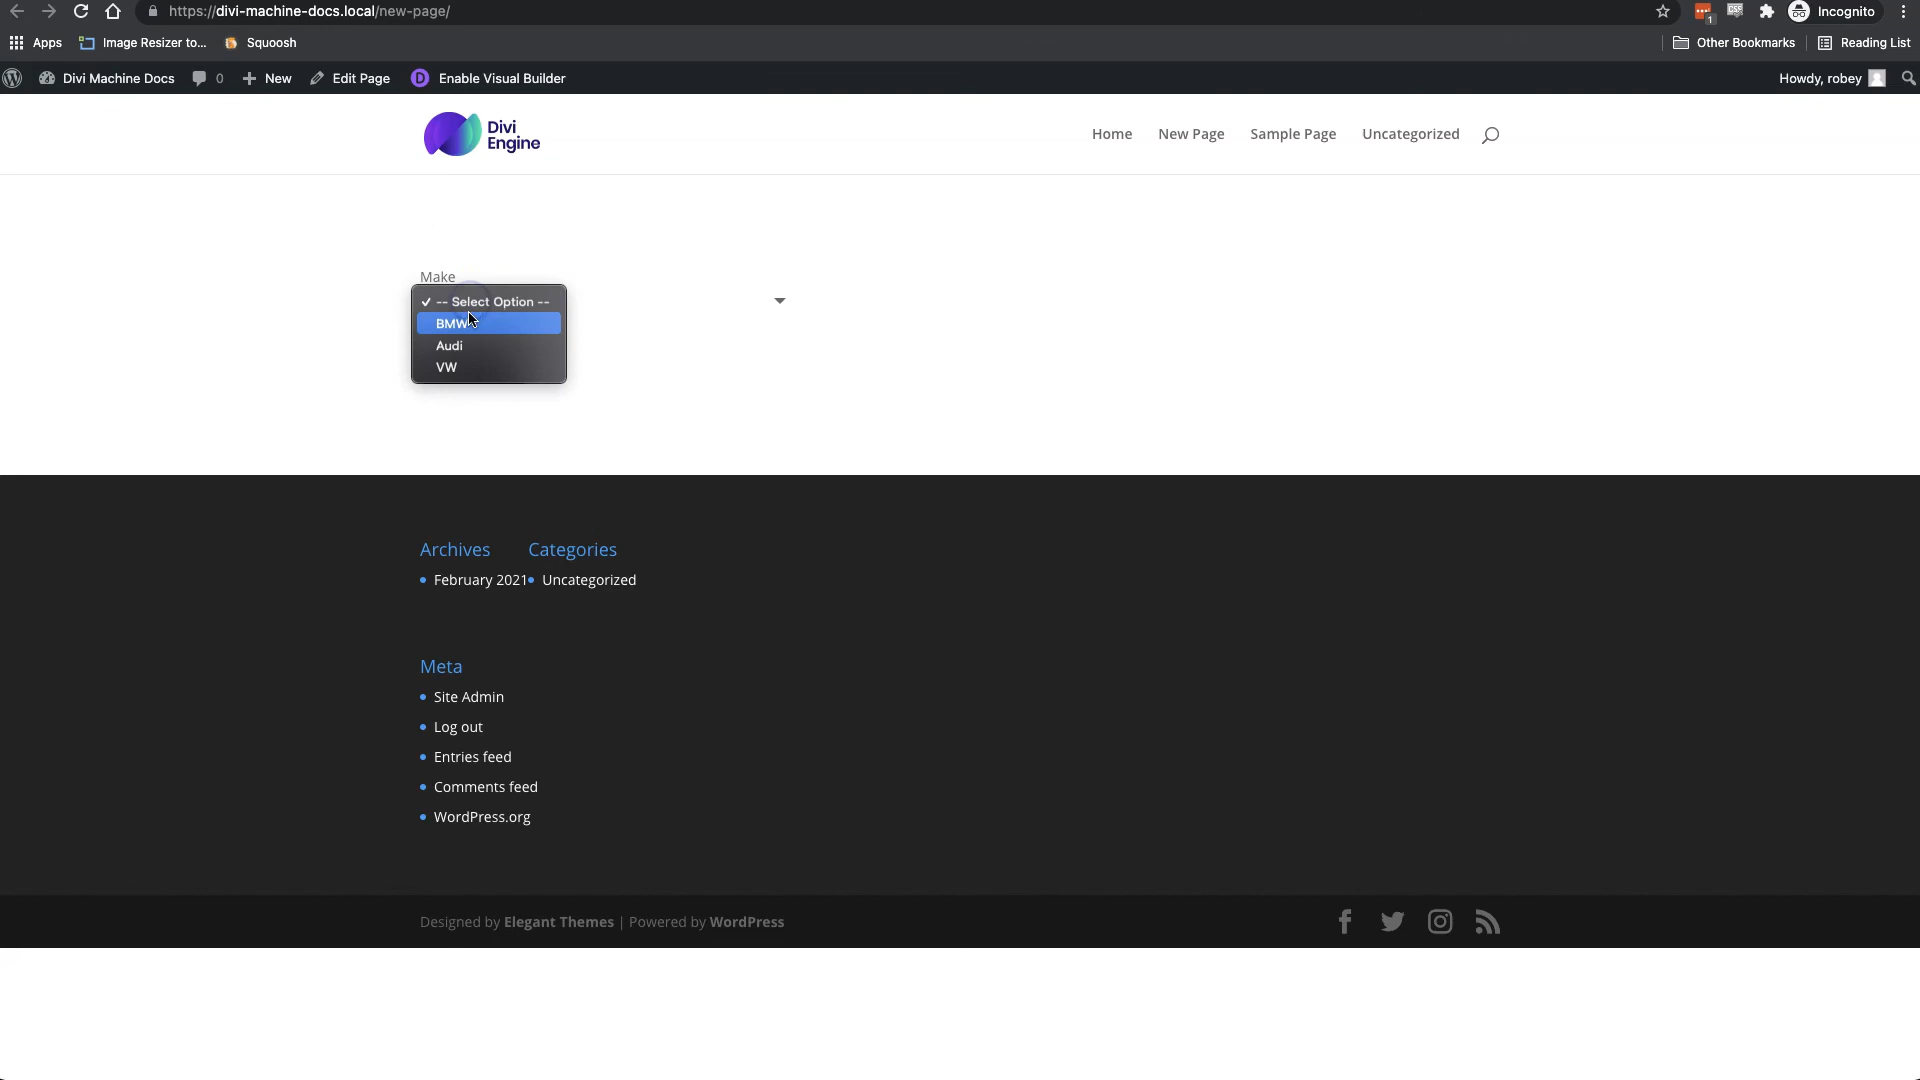 https://divi-machine-docs.local/new-page/
1
CSS
Incognito
Apps
Image Resizer to...
Squoosh
Other Bookmarks
Reading List
Divi Machine Docs
0
New
Edit Page
D
Enable Visual Builder
Howdy, robey
Divi
Engine
Home
New Page
Sample Page
Uncategorized
Make
-- Select Option --
BMW
Audi
VW
Archives
Categories
February 2021
Uncategorized
Meta
Site Admin
Log out
Entries feed
Comments feed
WordPress.org
Designed by Elegant Themes | Powered by WordPress